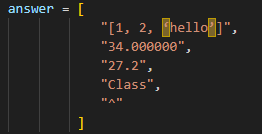 answer = [
"[1, 2, ‘hello’]",
"34.000000",
"27.2",
"Class",
"^"
]